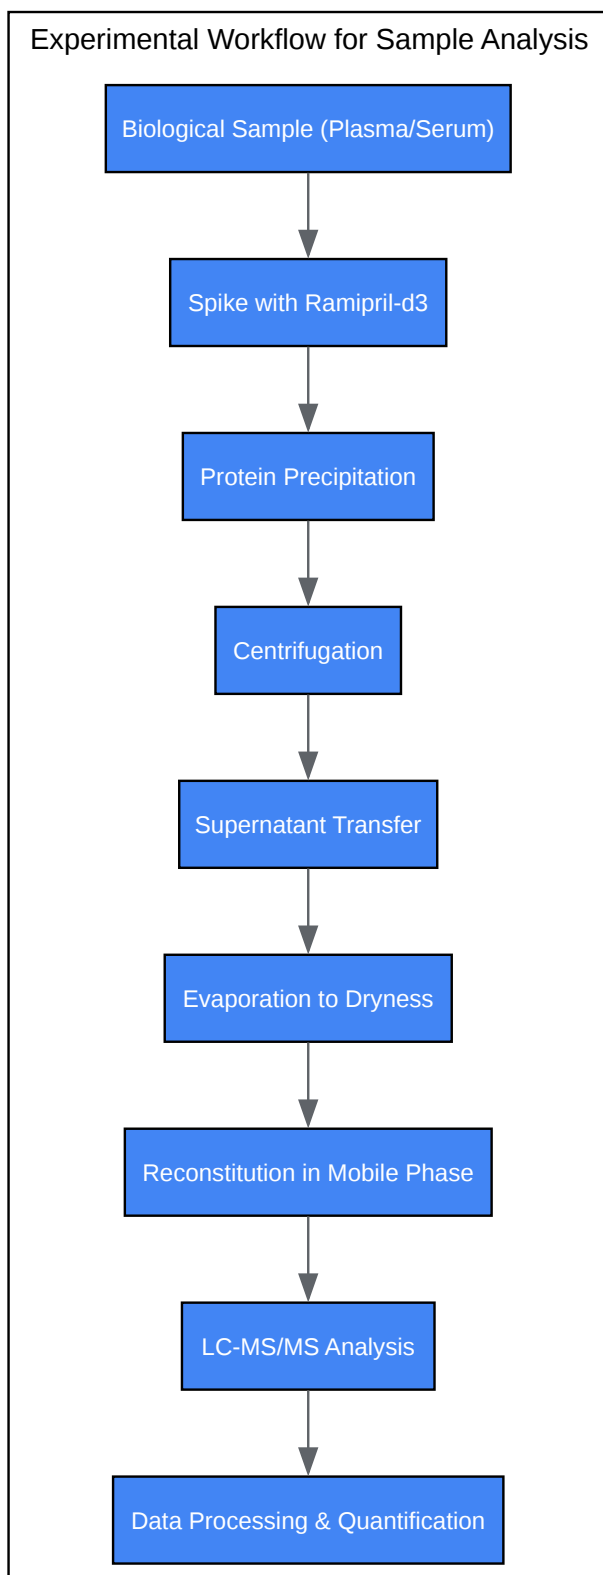 Experimental Workflow for Sample Analysis
Biological Sample (Plasma/Serum)
Spike with Ramipril-d3
Protein Precipitation
Centrifugation
Supernatant Transfer
Evaporation to Dryness
Reconstitution in Mobile Phase
LC-MS/MS Analysis
Data Processing & Quantification